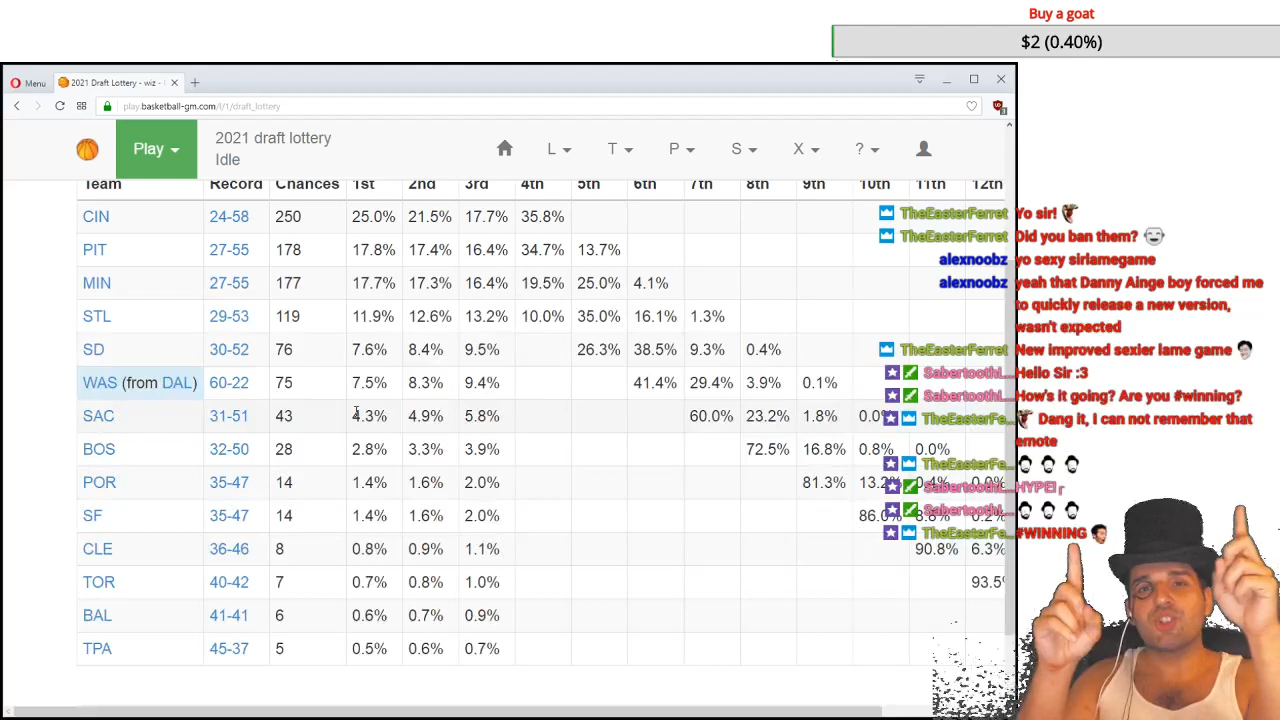 Buy a goat
$2 (0.40%)
Menu
2021 Draft Lottery - wiz -
play.basketball-gm.com/l/1/draft_lottery
Play
2021 draft lottery
Idle
L
T
P
S
X
?
Team Record Chances 1st 2nd 3rd 4th 5th 6th 7th 8th 9th 10th 11th 12th
CIN 24-58 250 25.0% 21.5% 17.7% 35.8%
PIT 27-55 173 17.8% 17.4% 16.4% 34.7% 13.7%
MIN 27-55 177 17.7% 17.3% 16.4% 19.5% 25.0% 4.1%
STL 29-53 119 11.9% 12.6% 13.2% 10.0% 35.0% 16.1% 1.3%
SD 30-52 76 7.6% 8.4% 9.5% 26.3% 38.5% 9.3% 0.4%
WAS (from DAL) 60-22 75 7.5% 8.3% 9.4% 41.4% 29.4% 3.9% 0.1%
SAC 31-51 43 4.3% 4.9% 5.8% 60.0% 23.2% 1.8% 0.0%
BOS 32-50 28 2.8% 3.3% 3.9% 72.5% 16.8% 0.8% 0.0%
POR 35-47 14 1.4% 1.6% 2.0% 81.3%
SF 35-47 14 1.4% 1.6% 2.0%
CLE 36-46 8 0.8% 0.9% 1.1% 90.8% 6.3%
TOR 40-42 7 0.7% 0.8% 1.0% 93.5%
BAL 41-41 6 0.6% 0.7% 0.9%
TPA 45-37 5 0.5% 0.6% 0.7%
TheEasterFerret Yo sir!
TheEasterFerret Did you ban them?
alexnoobz yo sexy sirlamegame
alexnoobz yeah that Danny Ainge boy forced me
to quickly release a new version,
wasn't expected
TheEasterFerret New improved sexier lame game
Sabertoothl... Hello Sir :3
Sabertoothl... How's it going? Are you #winning?
TheEasterFe... Dang it, I can not remember that
emote
TheEasterFe...
Sabertoothl... HYPE!
Sabertoothl...
TheEasterFe... #WINNING